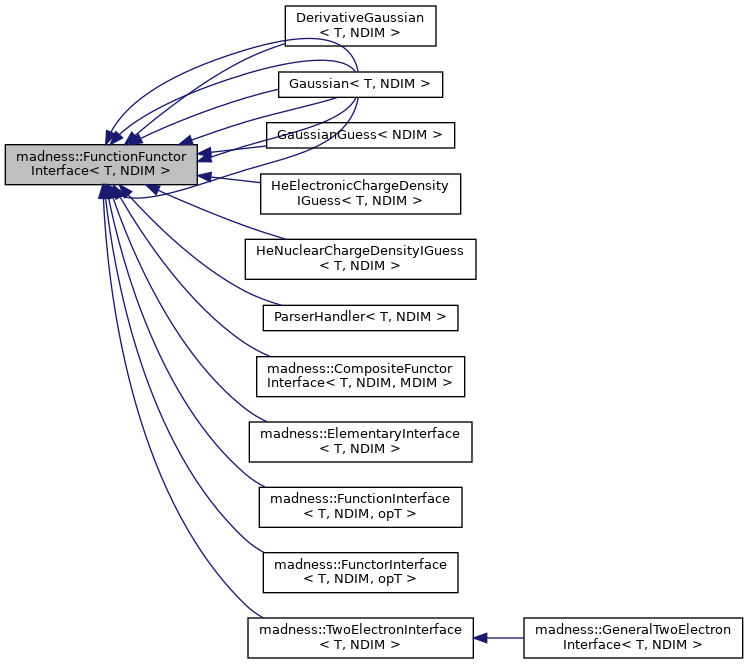 DerivativeGaussian
< T, NDIM >
Gaussian< T, NDIM >
GaussianGuess< NDIM >
madness::FunctionFunctor
Interface< T, NDIM >
HeElectronicChargeDensity
IGuess< T, NDIM >
HeNuclearChargeDensityIGuess
< T, NDIM >
ParserHandler< T, NDIM >
madness::CompositeFunctor
Interface< T, NDIM, MDIM >
madness::ElementaryInterface
< T, NDIM >
madness::FunctionInterface
< T, NDIM, opT >
madness::FunctorInterface
< T, NDIM, opT >
madness::TwoElectronInterface
< T, NDIM >
madness::GeneralTwoElectron
Interface< T, NDIM >